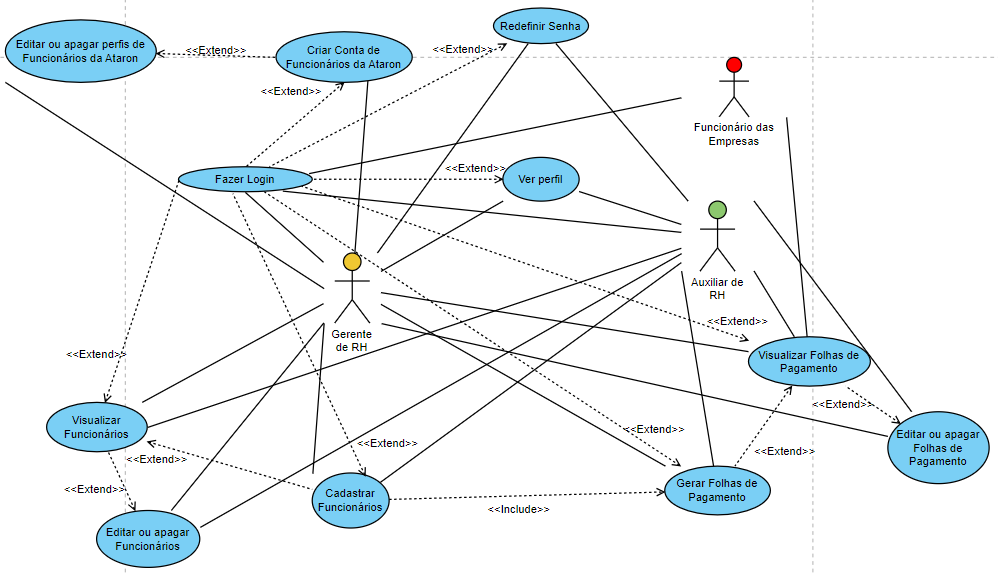 Redefinir Senha
Editar ou apagar perfis de
Funcionários da Ataron
<<Extend>>
Criar Conta de
Funcionários da Ataron
<<Extend>>
<<Extend>>
Funcionário das
Empresas
Fazer Login
<<Extend>>
Ver perfil
Auxiliar de
RH
<<Extend>>
Gerente
de RH
<<Extend>>
Visualizar Folhas de
Pagamento
<<Extend>>
Visualizar
Funcionários
<<Extend>>
<<Extend>>
Editar ou apagar
Folhas de
Pagamento
<<Extend>>
<<Extend>>
<<Extend>>
Cadastrar
Funcionários
Gerar Folhas de
Pagamento
<<Include>>
Editar ou apagar
Funcionários